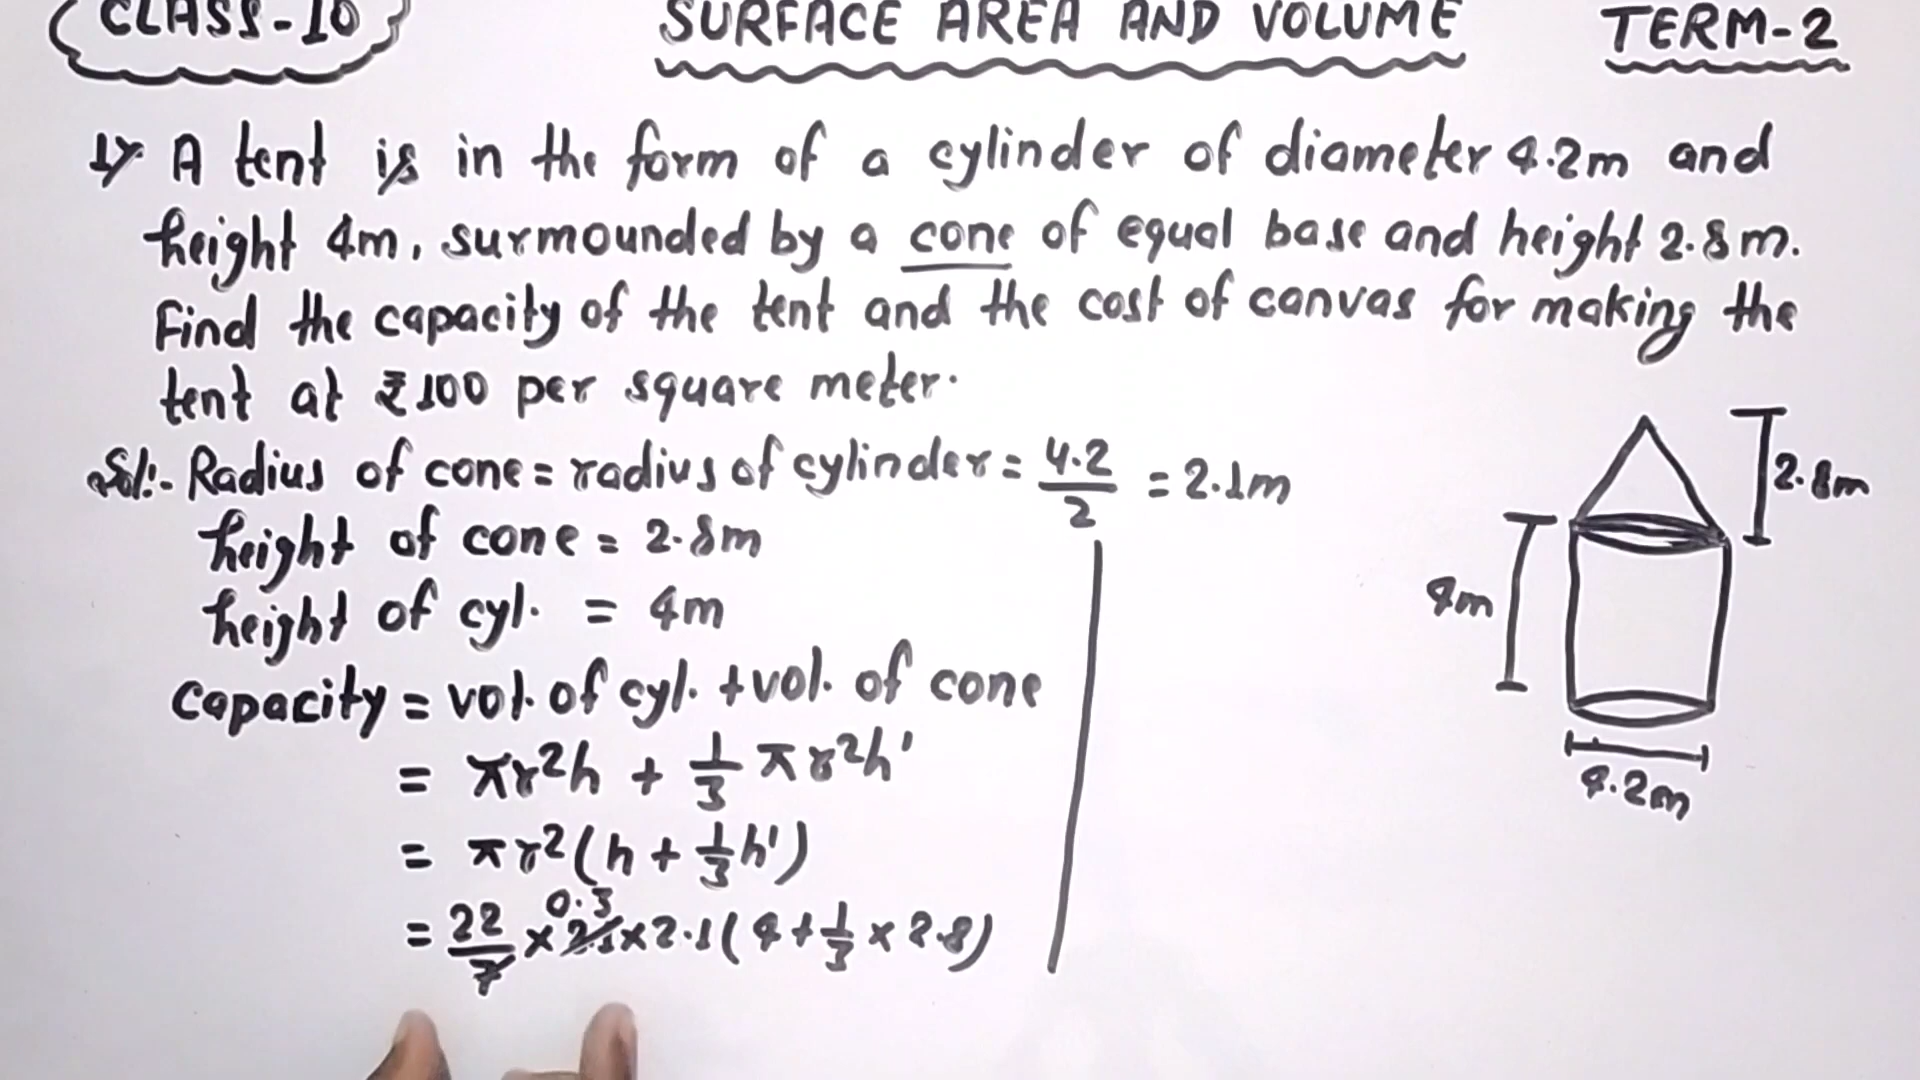 CLASS-10 SURFACE AREA AND VOLUME TERM-2
1) A tent is in the form of a cylinder of diameter 4.2m and
height 4m, surmounded by a cone of equal base and height 2.8m.
Find the capacity of the tent and the cost of canvas for making the
tent at ₹100 per square meter.
Sol:- Radius of cone = radius of cylinder = 4.2/2 = 2.1m
height of cone = 2.8m
height of cyl. = 4m
capacity = vol. of cyl. + vol. of cone
= πr²h + 1/3 πr²h'
= πr²(h + 1/3 h')
0.3
= 22/7 × 2.1 × 2.1 (4 + 1/3 × 2.8)
2.8m
4m
4.2m